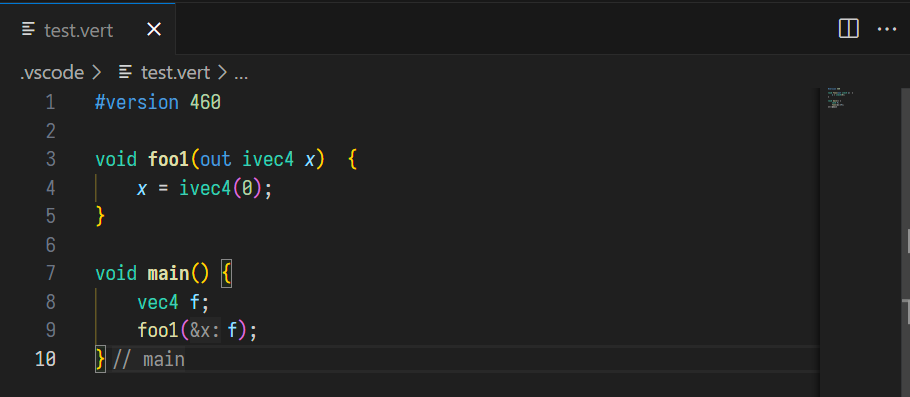 test.vert
.vscode > test.vert > ...
1 #version 460
2
3 void foo1(out ivec4 x)  {
4     x = ivec4(0);
5 }
6
7 void main() {
8     vec4 f;
9     foo1(&x: f);
10 } // main